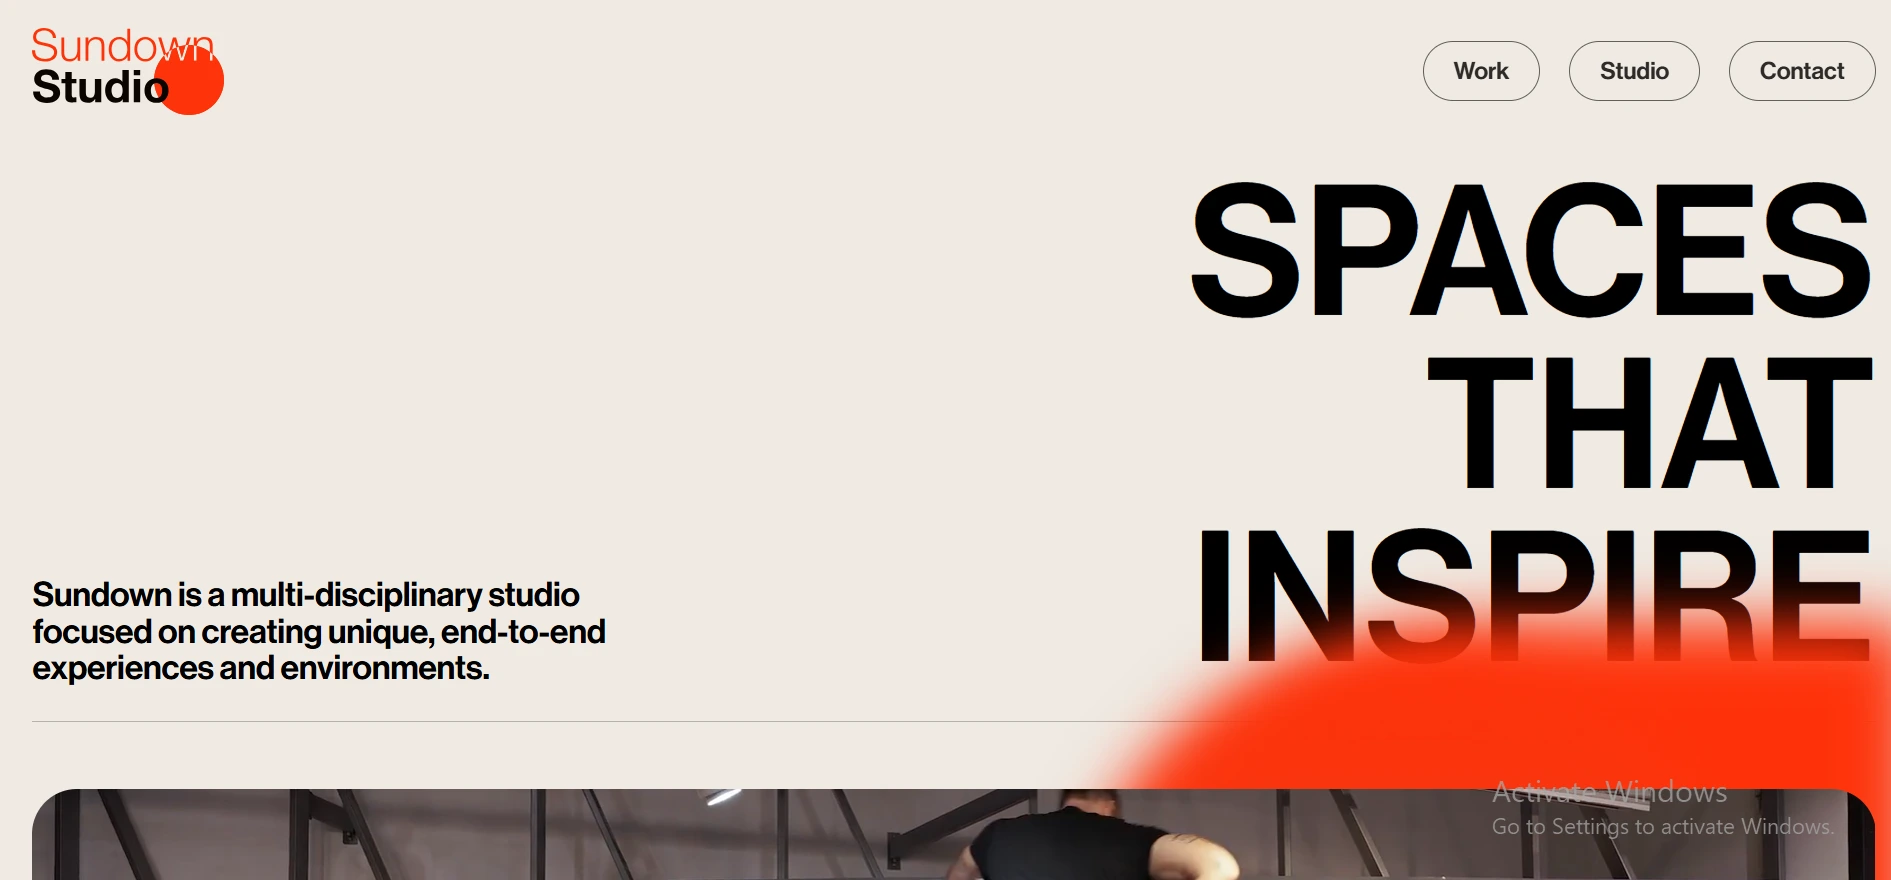 Sundown
Studio
Work
Studio
Contact
SPACES
THAT
INSPIRE
Sundown is a multi-disciplinary studio
focused on creating unique, end-to-end
experiences and environments.
Activate Windows
Go to Settings to activate Windows.